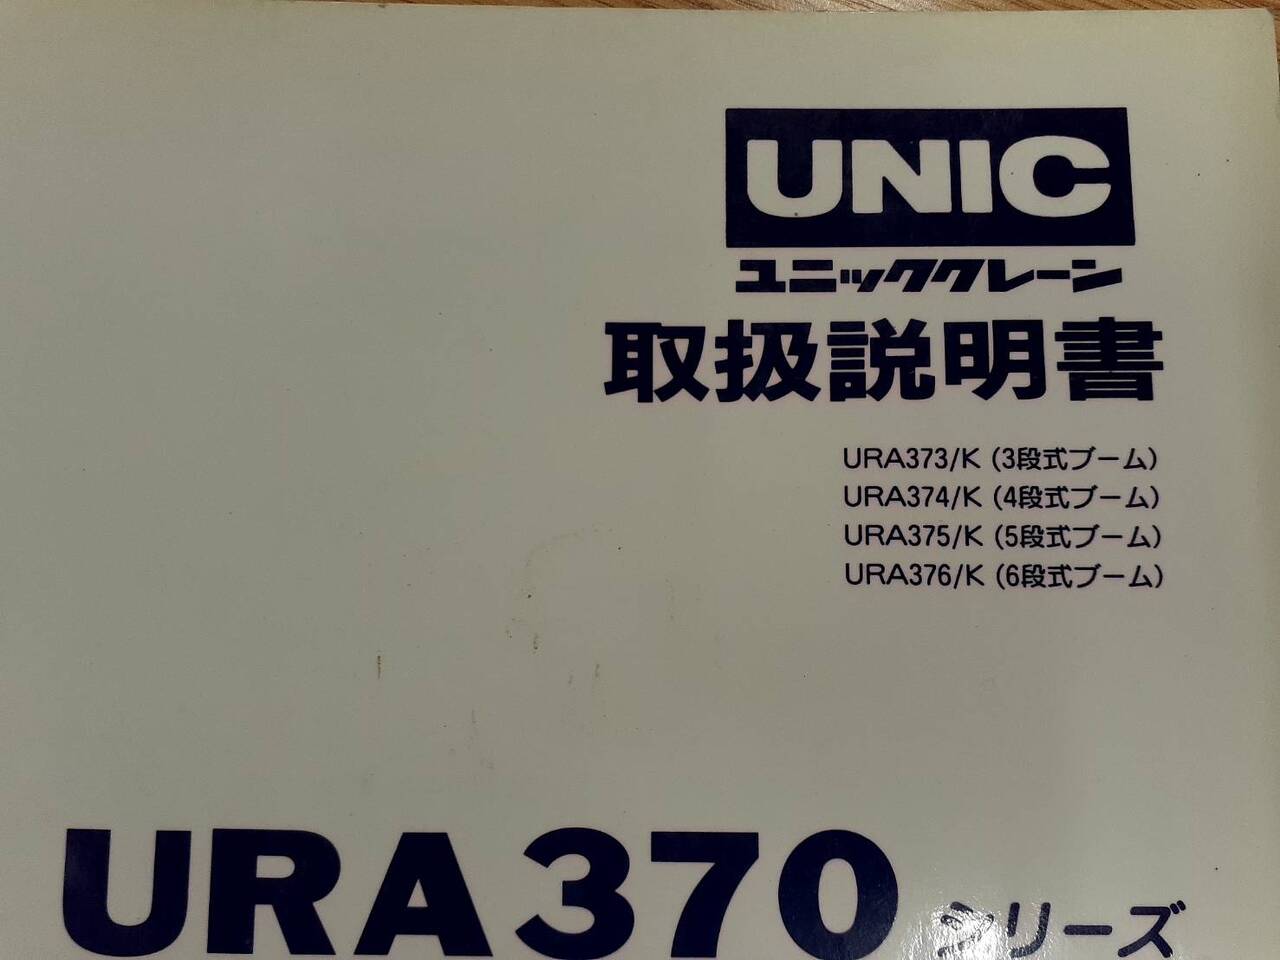 UNIC
ユニッククレーン
取扱説明書
URA373/K (3段式ブーム)
URA374/K (4段式ブーム)
URA375/K (5段式ブーム)
URA376/K (6段式ブーム)
URA370 シリーズ